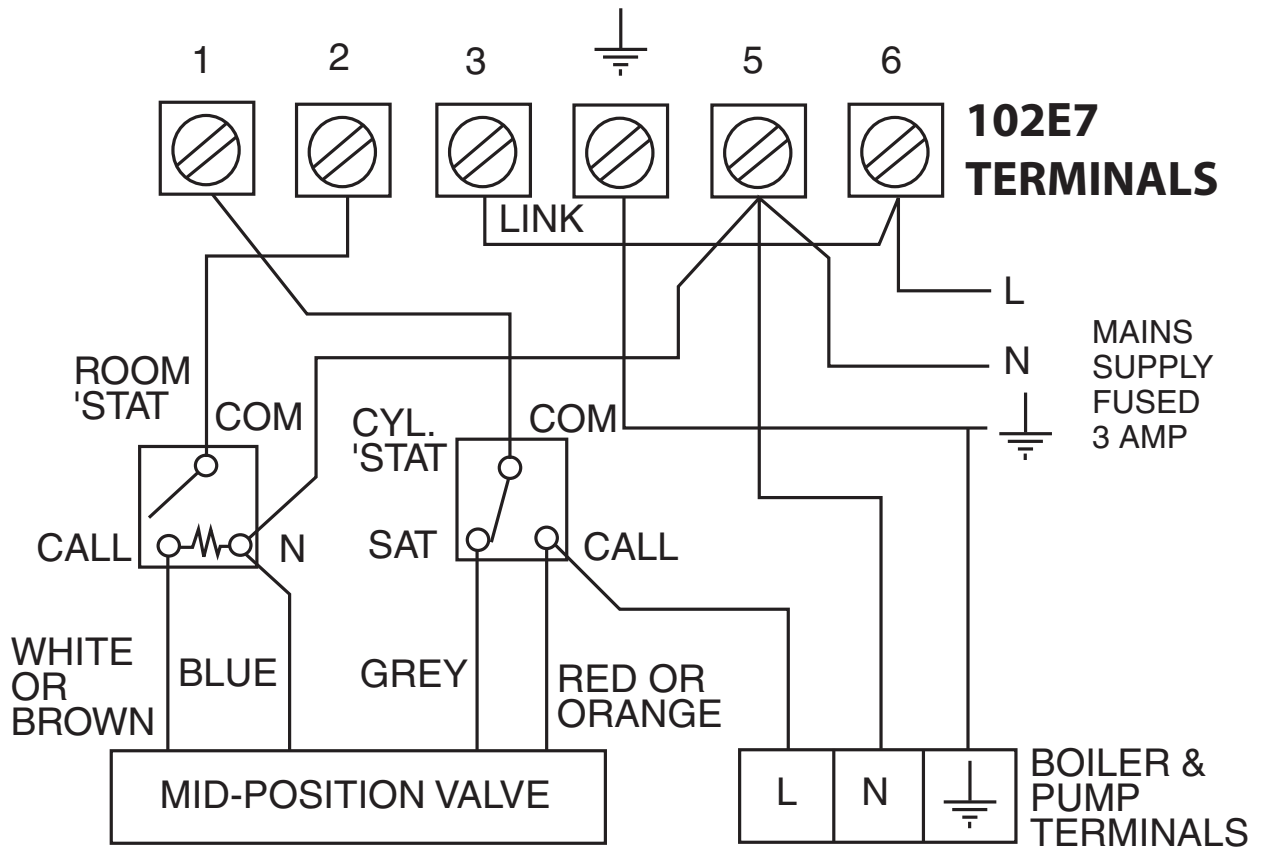 1
2
3
5
6
102E7
TERMINALS
LINK
L
N
MAINS
SUPPLY
FUSED
3 AMP
ROOM
'STAT
COM
CYL.
'STAT
COM
CALL
N
SAT
CALL
WHITE
OR
BROWN
BLUE
GREY
RED OR
ORANGE
MID-POSITION VALVE
L
N
BOILER &
PUMP
TERMINALS